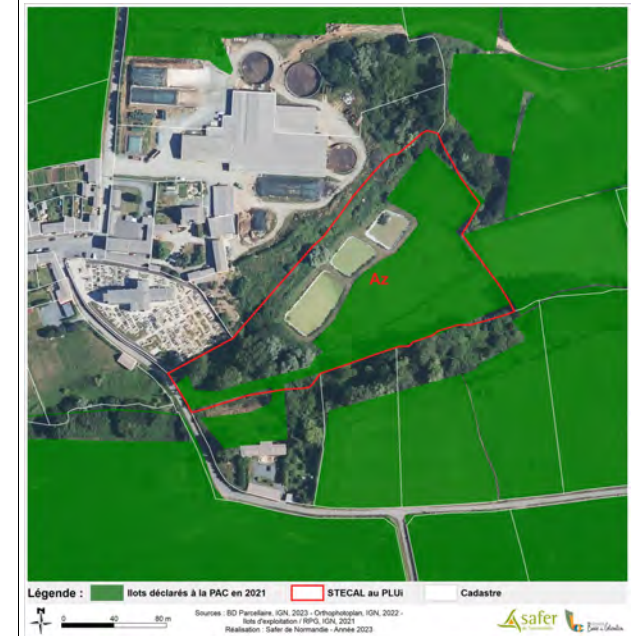 Az
Légende : Ilots déclarés à la PAC en 2021 STECAL au PLUi Cadastre
N
0 40 80 m
Sources : BD Parcellaire, IGN, 2023 - Orthophotoplan, IGN, 2022 -
Ilots d'exploitation / RPG, IGN, 2021
Réalisation : Safer de Normandie - Année 2023
safer